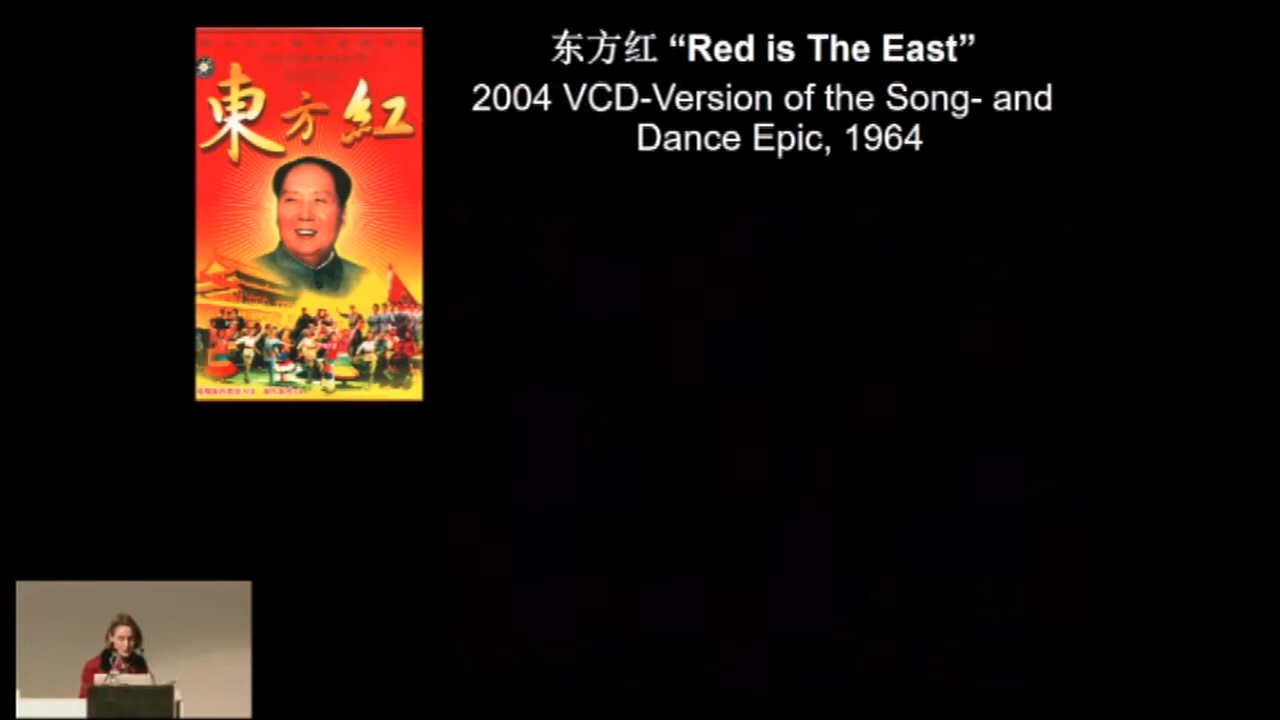 東方紅
东方红 “Red is The East”
2004 VCD-Version of the Song- and
Dance Epic, 1964